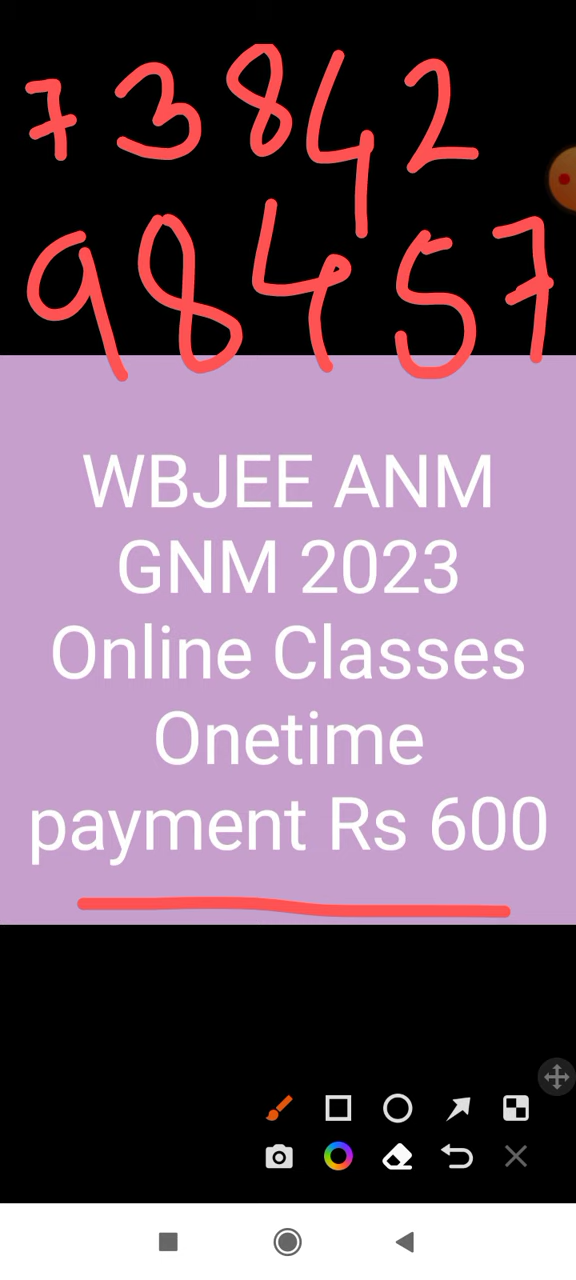 73842
98457
WBJEE ANM
GNM 2023
Online Classes
Onetime
payment Rs 600